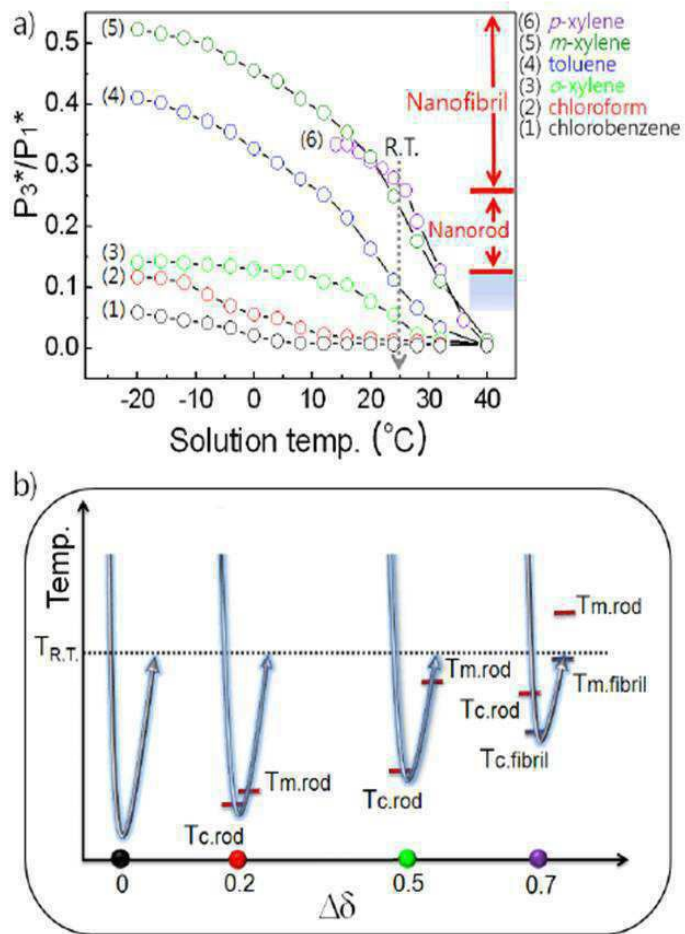 a)
(6) p-xylene
(5) m-xylene
(4) toluene
(3) o-xylene
(2) chloroform
(1) chlorobenzene
P3*/P1*
0.5
0.4
0.3
0.2
0.1
0.0
(5)
(4)
(6)
R.T.
(3)
(2)
(1)
Nanofibril
Nanorod
-20 -10 0 10 20 30 40
Solution temp. (°C)
b)
Temp.
TR.T.
Tm.rod
Tm.rod
Tm.fibril
Tc.rod
Tm.rod
Tc.fibril
Tc.rod
Tc.rod
0 0.2 0.5 0.7
Δδ